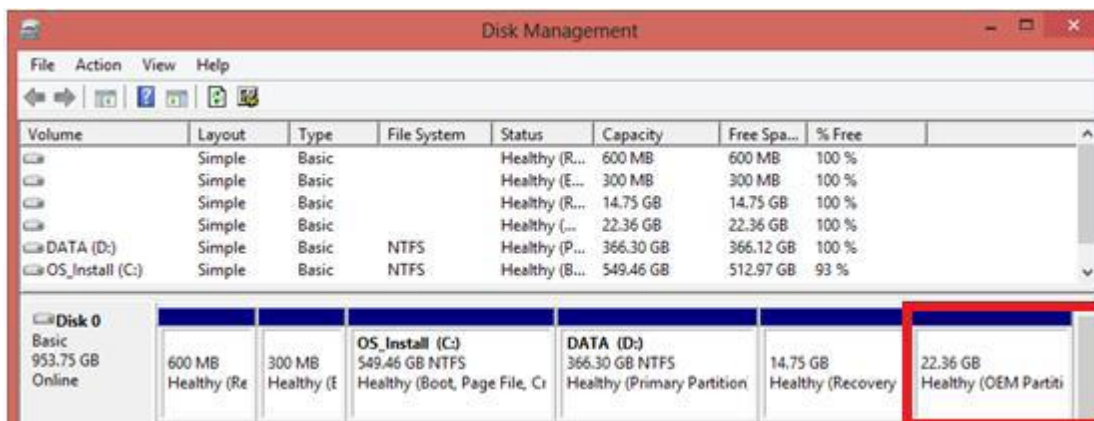 Disk Management
File Action View Help
Volume Layout Type File System Status Capacity Free Spa... % Free
Simple Basic Healthy (R... 600 MB 600 MB 100 %
Simple Basic Healthy (E... 300 MB 300 MB 100 %
Simple Basic Healthy (R... 14.75 GB 14.75 GB 100 %
Simple Basic Healthy (... 22.36 GB 22.36 GB 100 %
DATA (D:) Simple Basic NTFS Healthy (P... 366.30 GB 366.12 GB 100 %
OS_Install (C:) Simple Basic NTFS Healthy (B... 549.46 GB 512.97 GB 93 %
Disk 0
Basic
953.75 GB
Online
600 MB
Healthy (Re
300 MB
Healthy (E
OS_Install (C:)
549.46 GB NTFS
Healthy (Boot, Page File, Cr
DATA (D:)
366.30 GB NTFS
Healthy (Primary Partition
14.75 GB
Healthy (Recovery
22.36 GB
Healthy (OEM Partiti